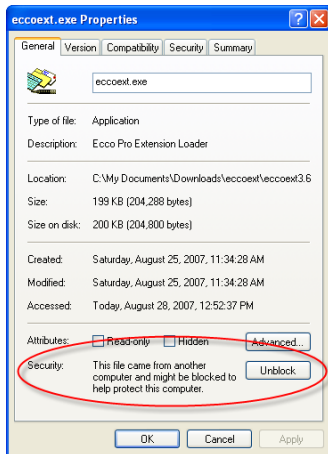 eccoext.exe Properties
General Version Compatibility Security Summary
eccoext.exe
Type of file: Application
Description: Ecco Pro Extension Loader
Location: C:\My Documents\Downloads\eccoext\eccoext3.6
Size: 199 KB (204,288 bytes)
Size on disk: 200 KB (204,800 bytes)
Created: Saturday, August 25, 2007, 11:34:28 AM
Modified: Saturday, August 25, 2007, 11:34:28 AM
Accessed: Today, August 28, 2007, 12:52:37 PM
Attributes: Read-only Hidden Advanced...
Security: This file came from another
computer and might be blocked to
help protect this computer.
Unblock
OK Cancel Apply